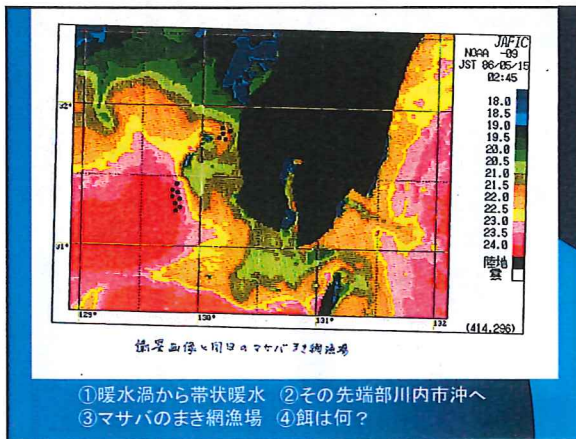 JAFIC
NOAA -09
JST 86/05/15
02:45
18.0
18.5
19.0
19.5
20.0
20.5
21.0
21.5
22.0
22.5
23.0
23.5
24.0
陸地
雲
32°
31°
129°
130°
131°
132
(414,296)
衛星画像と同日のマサバまき網漁場
①暖水渦から帯状暖水 ②その先端部川内市沖へ
③マサバのまき網漁場 ④餌は何？